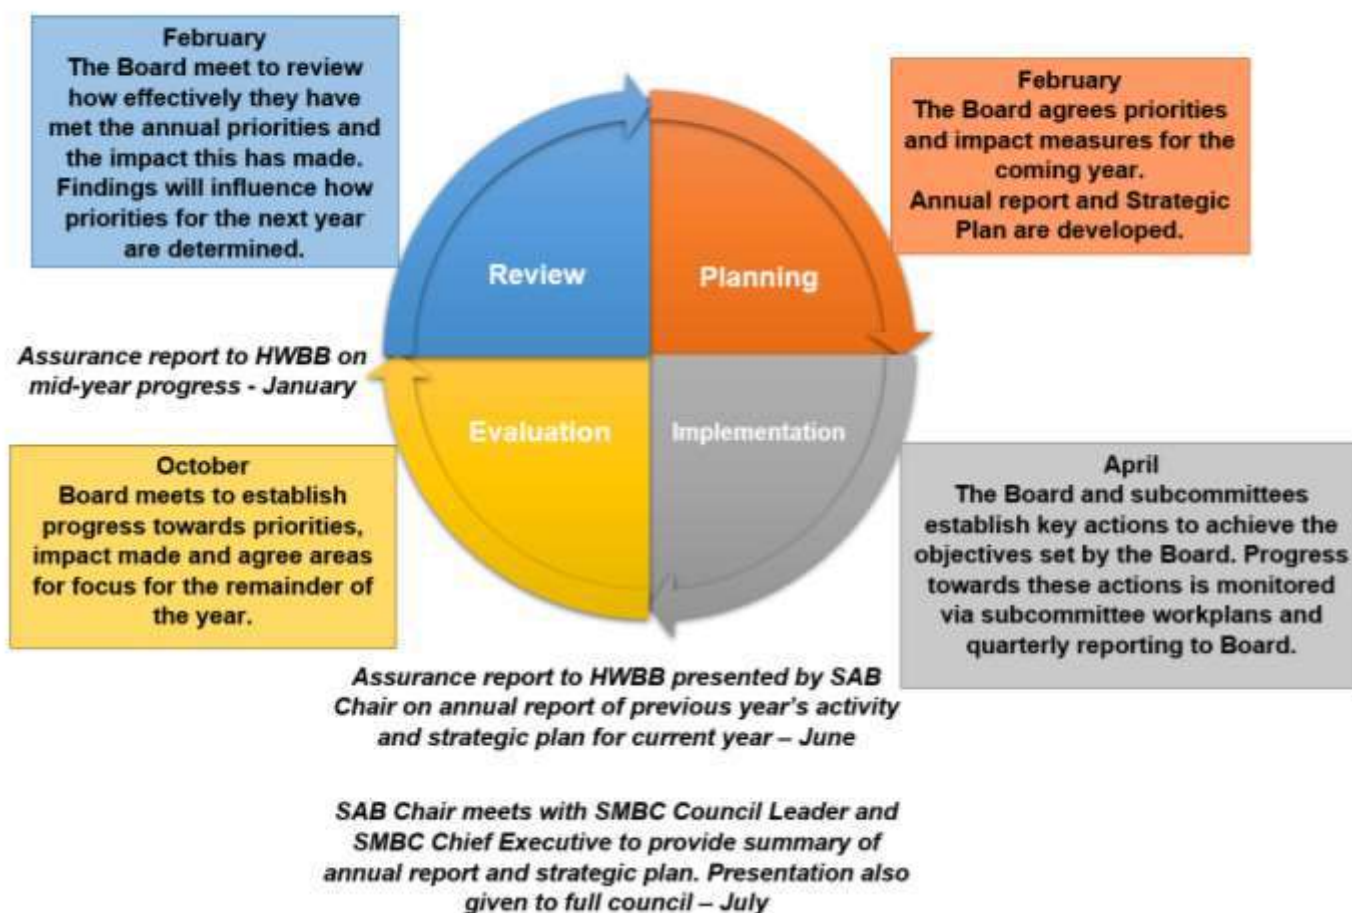 February
The Board meet to review
how effectively they have
met the annual priorities and
the impact this has made.
Findings will influence how
priorities for the next year
are determined.
February
The Board agrees priorities
and impact measures for the
coming year.
Annual report and Strategic
Plan are developed.
Review
Planning
Assurance report to HWBB on
mid-year progress - January
Evaluation
Implementation
October
Board meets to establish
progress towards priorities,
impact made and agree areas
for focus for the remainder of
the year.
April
The Board and subcommittees
establish key actions to achieve the
objectives set by the Board. Progress
towards these actions is monitored
via subcommittee workplans and
quarterly reporting to Board.
Assurance report to HWBB presented by SAB
Chair on annual report of previous year’s activity
and strategic plan for current year – June
SAB Chair meets with SMBC Council Leader and
SMBC Chief Executive to provide summary of
annual report and strategic plan. Presentation also
given to full council – July